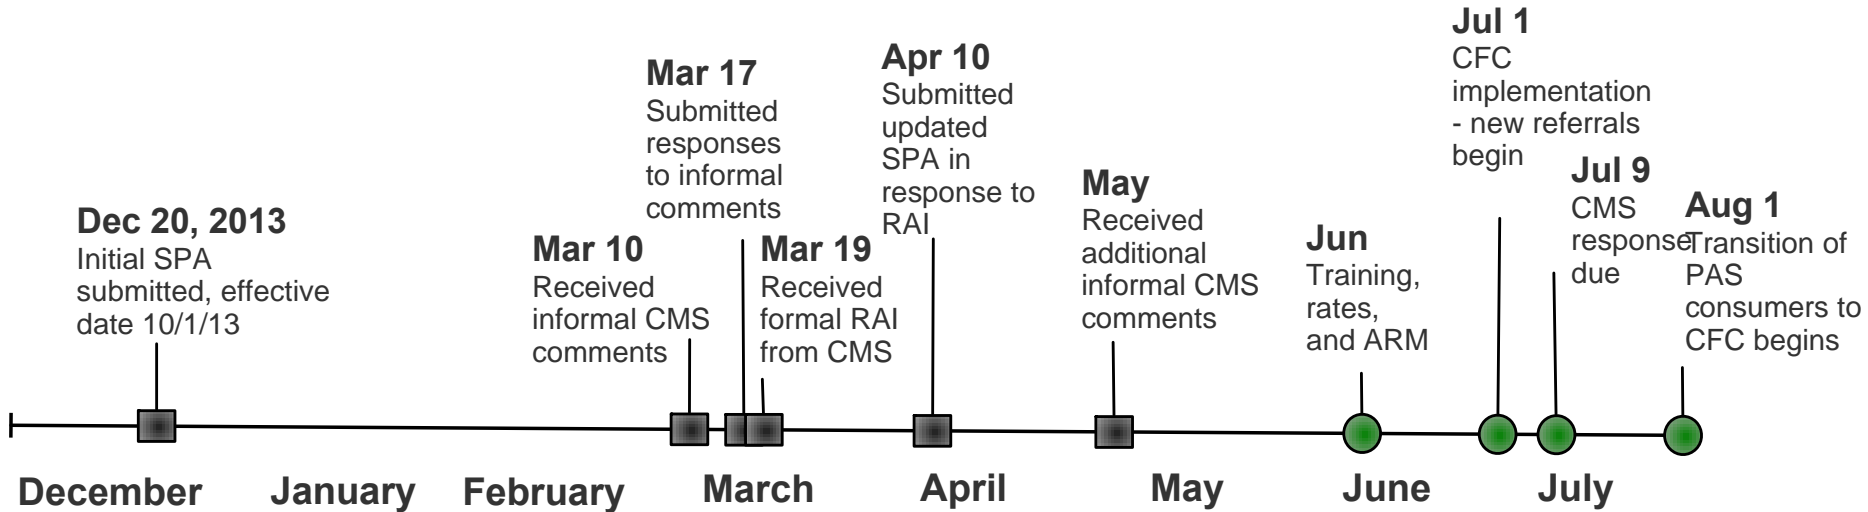 Dec 20, 2013
Initial SPA
submitted, effective
date 10/1/13
Mar 10
Received
informal CMS
comments
Mar 17
Submitted
responses
to informal
comments
Mar 19
Received
formal RAI
from CMS
Apr 10
Submitted
updated
SPA in
response to
RAI
May
Received
additional
informal CMS
comments
Jun
Training,
rates,
and ARM
Jul 1
CFC
implementation
- new referrals
begin
Jul 9
CMS
response
due
Aug 1
Transition of
PAS
consumers to
CFC begins
December
January
February
March
April
May
June
July